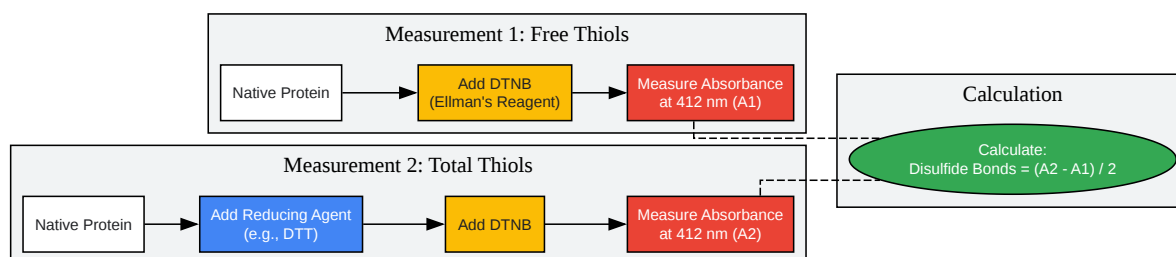 Measurement 1: Free Thiols
Native Protein
Add DTNB
(Ellman's Reagent)
Measure Absorbance
at 412 nm (A1)
Measurement 2: Total Thiols
Native Protein
Add Reducing Agent
(e.g., DTT)
Add DTNB
Measure Absorbance
at 412 nm (A2)
Calculation
Calculate:
Disulfide Bonds = (A2 - A1) / 2